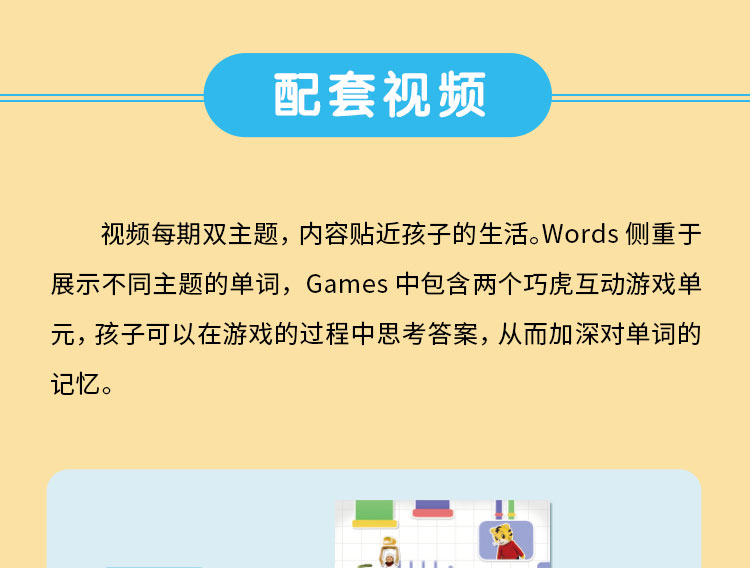 配套视频
视频每期双主题，内容贴近孩子的生活。Words 侧重于
展示不同主题的单词，Games 中包含两个巧虎互动游戏单
元，孩子可以在游戏的过程中思考答案，从而加深对单词的
记忆。